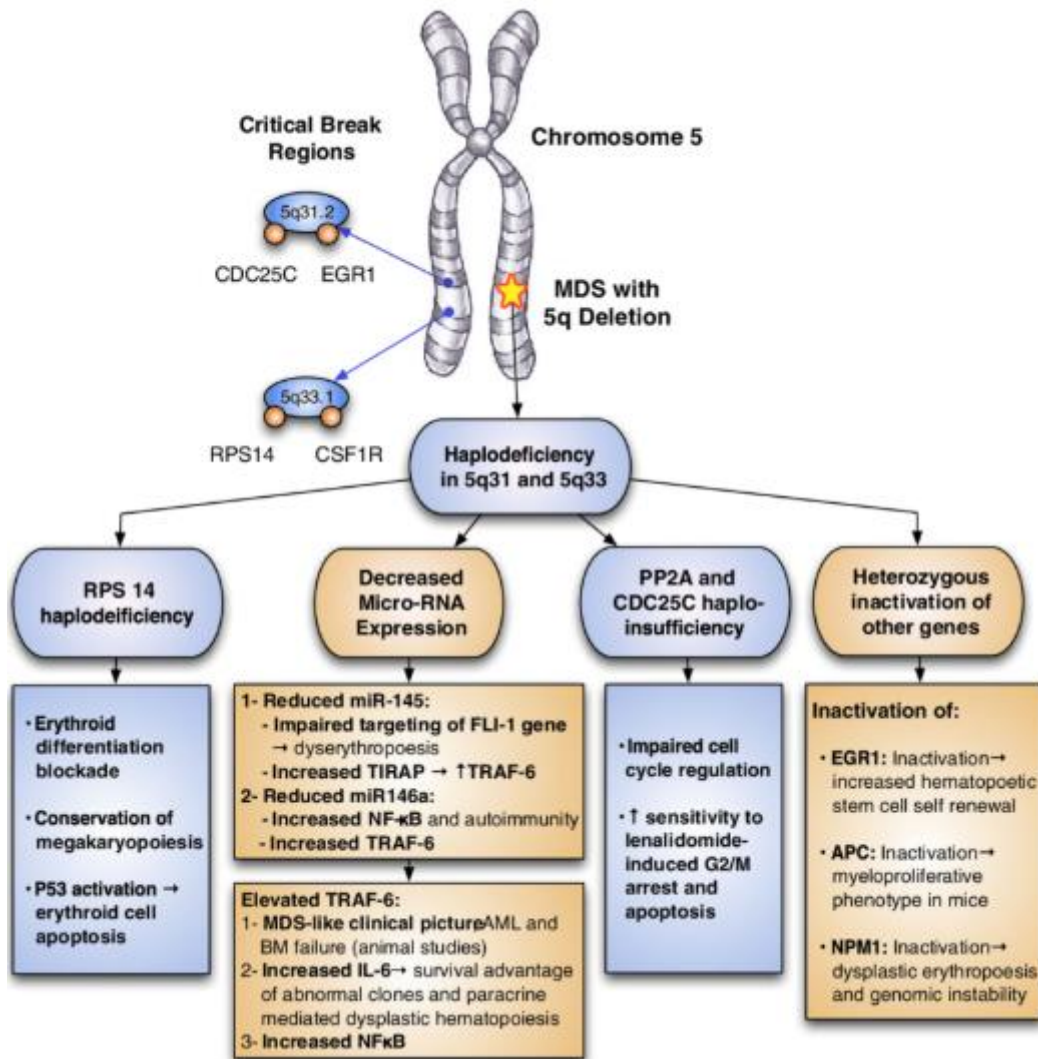 Critical Break
Regions
Chromosome 5
5q31.2
CDC25C EGR1
MDS with
5q Deletion
5q33.1
RPS14 CSF1R
Haplodeficiency
in 5q31 and 5q33
RPS 14
haplodeificiency
Decreased
Micro-RNA
Expression
PP2A and
CDC25C haplo-
insufficiency
Heterozygous
inactivation of
other genes
• Erythroid
differentiation
blockade
• Conservation of
megakaryopoiesis
• P53 activation →
erythroid cell
apoptosis
1- Reduced miR-145:
- Impaired targeting of FLI-1 gene
→ dyserythropoesis
- Increased TIRAP → ↑TRAF-6
2- Reduced miR146a:
- Increased NF-κB and autoimmunity
- Increased TRAF-6
Elevated TRAF-6:
1- MDS-like clinical pictureAML and
BM failure (animal studies)
2- Increased IL-6→ survival advantage
of abnormal clones and paracrine
mediated dysplastic hematopoiesis
3- Increased NFκB
• Impaired cell
cycle regulation
• ↑ sensitivity to
lenalidomide-
induced G2/M
arrest and
apoptosis
Inactivation of:
• EGR1: Inactivation→
increased hematopoetic
stem cell self renewal
• APC: Inactivation→
myeloproliferative
phenotype in mice
• NPM1: Inactivation→
dysplastic erythropoesis
and genomic instability